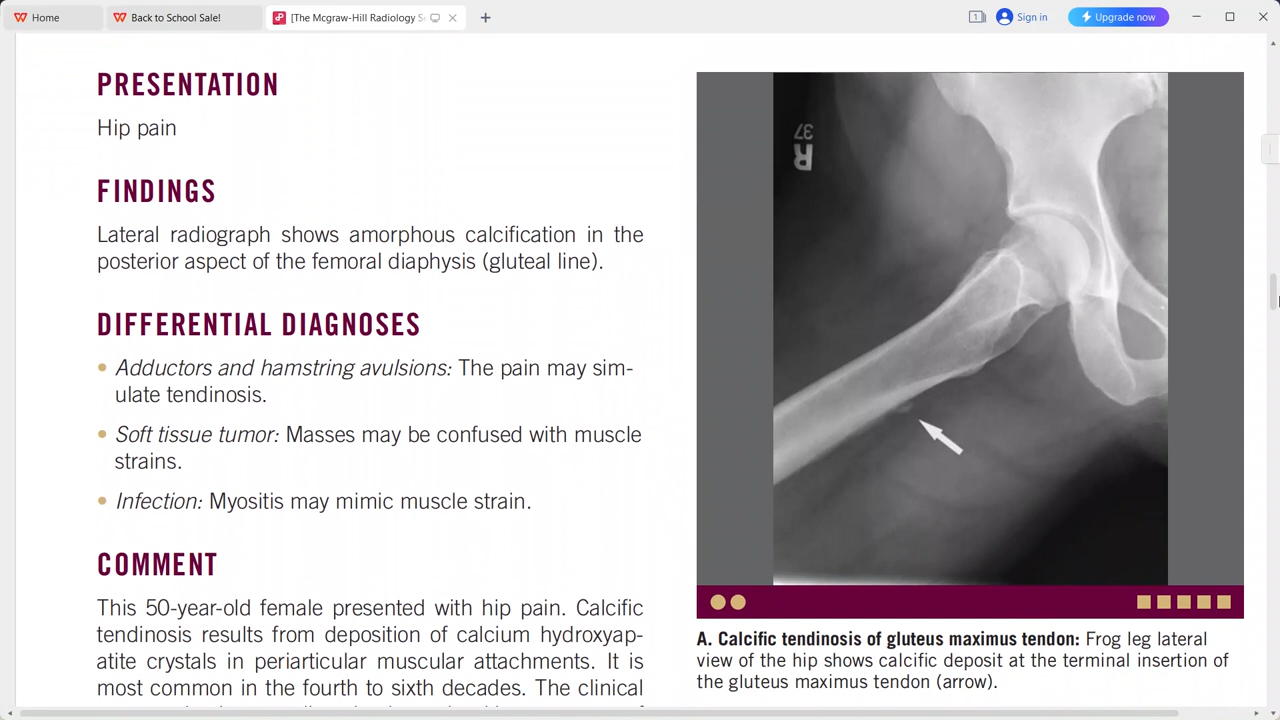 Home
Back to School Sale!
[The Mcgraw-Hill Radiology S
1
Sign in
Upgrade now
PRESENTATION
Hip pain
FINDINGS
Lateral radiograph shows amorphous calcification in the
posterior aspect of the femoral diaphysis (gluteal line).
DIFFERENTIAL DIAGNOSES
• Adductors and hamstring avulsions: The pain may sim-
ulate tendinosis.
• Soft tissue tumor: Masses may be confused with muscle
strains.
• Infection: Myositis may mimic muscle strain.
COMMENT
This 50-year-old female presented with hip pain. Calcific
tendinosis results from deposition of calcium hydroxyap-
atite crystals in periarticular muscular attachments. It is
most common in the fourth to sixth decades. The clinical
37
R
A. Calcific tendinosis of gluteus maximus tendon: Frog leg lateral
view of the hip shows calcific deposit at the terminal insertion of
the gluteus maximus tendon (arrow).